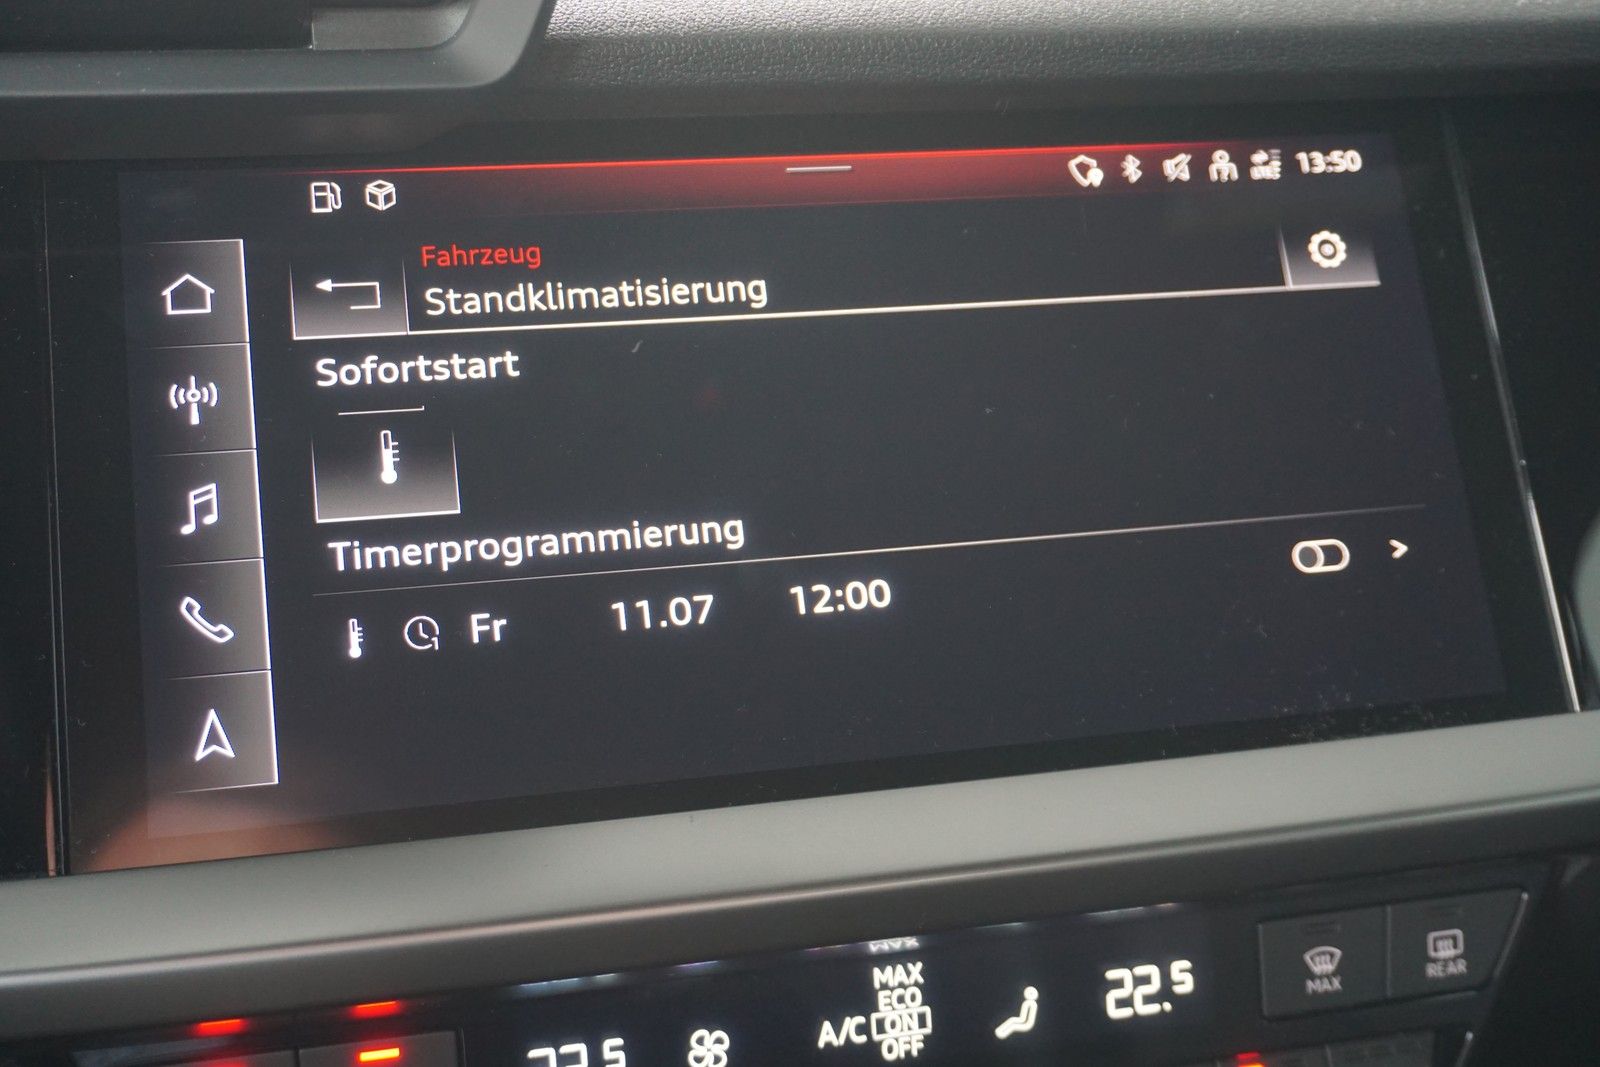 13:50
Fahrzeug
Standklimatisierung
Sofortstart
Timerprogrammierung
Fr 11.07 12:00
MAX
ECO
A/C ON
OFF
22.5
MAX
REAR